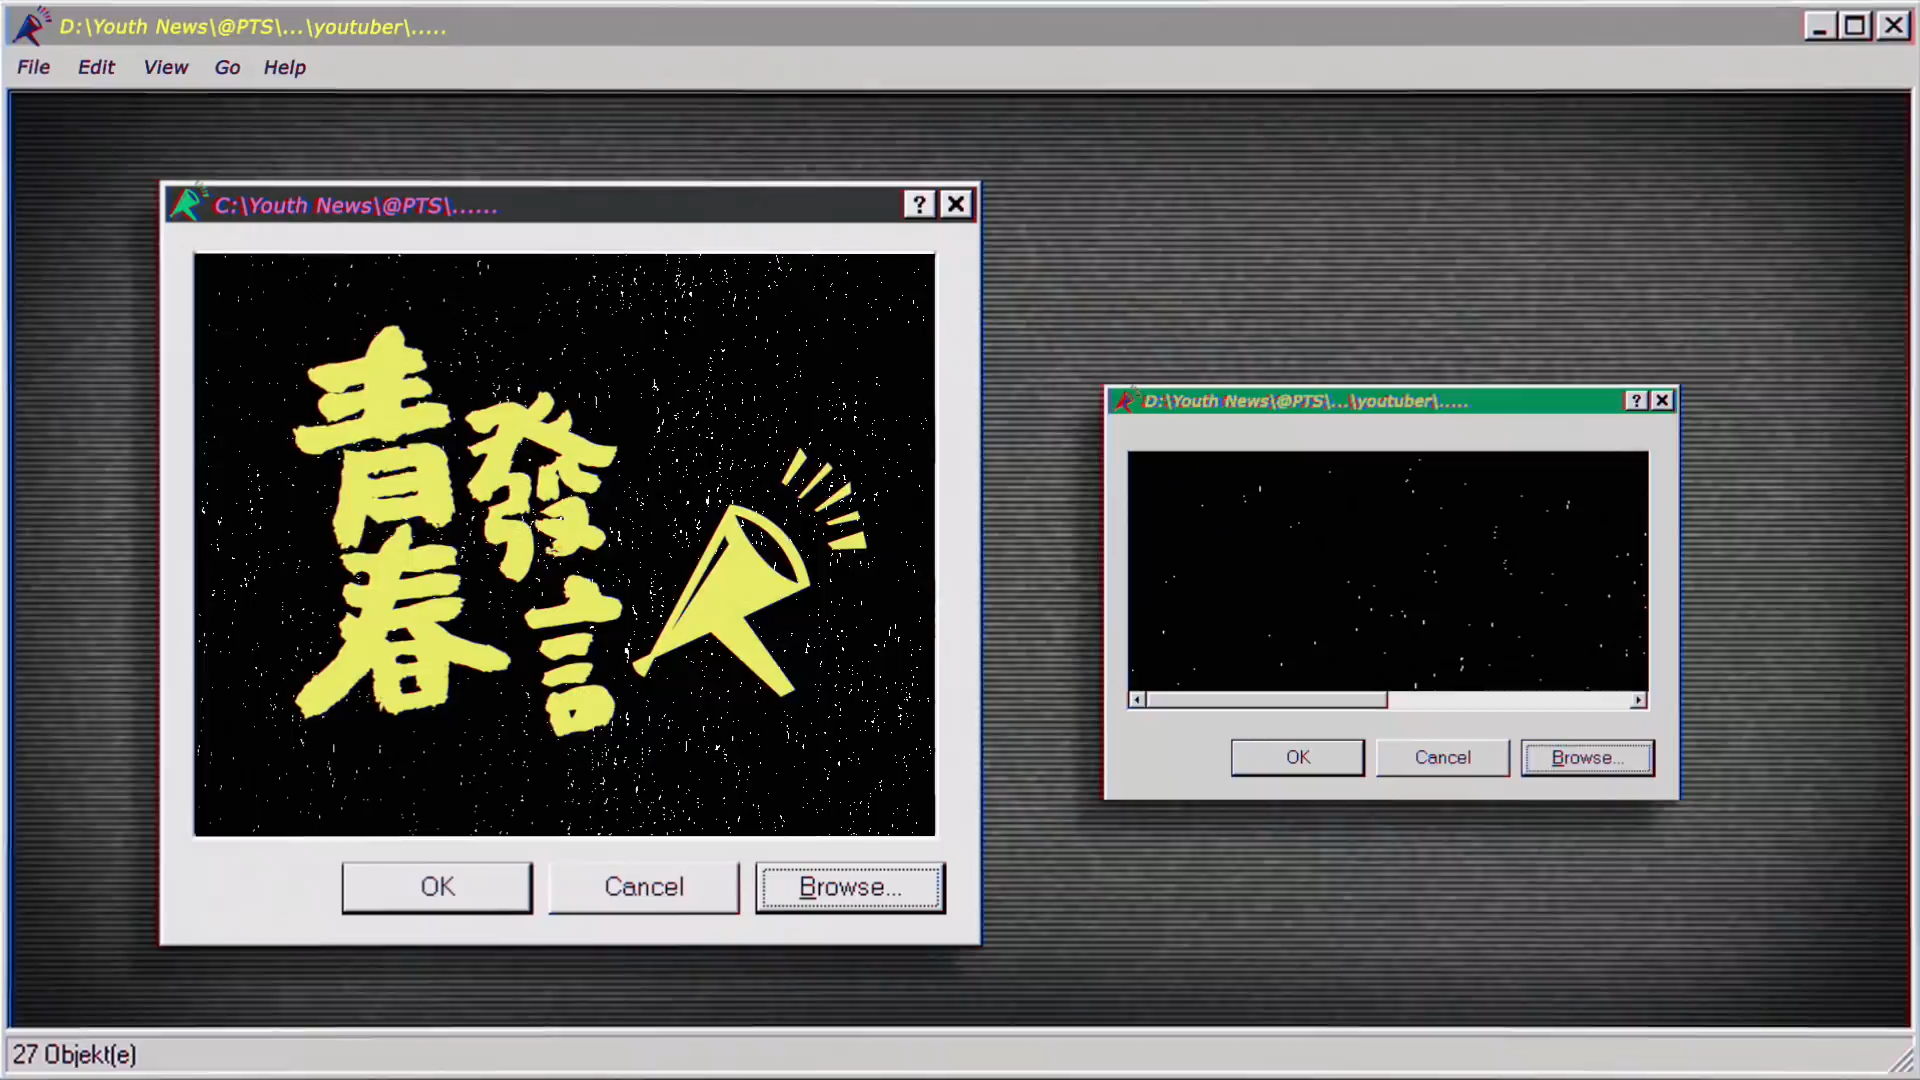 D:\Youth News\@PTS\...\youtuber\.....
File Edit View Go Help
C:\Youth News\@PTS\......
青春
發言
OK Cancel Browse...
D:\Youth News\@PTS\...\youtuber\.....
OK Cancel Browse...
27 Objekt(e)